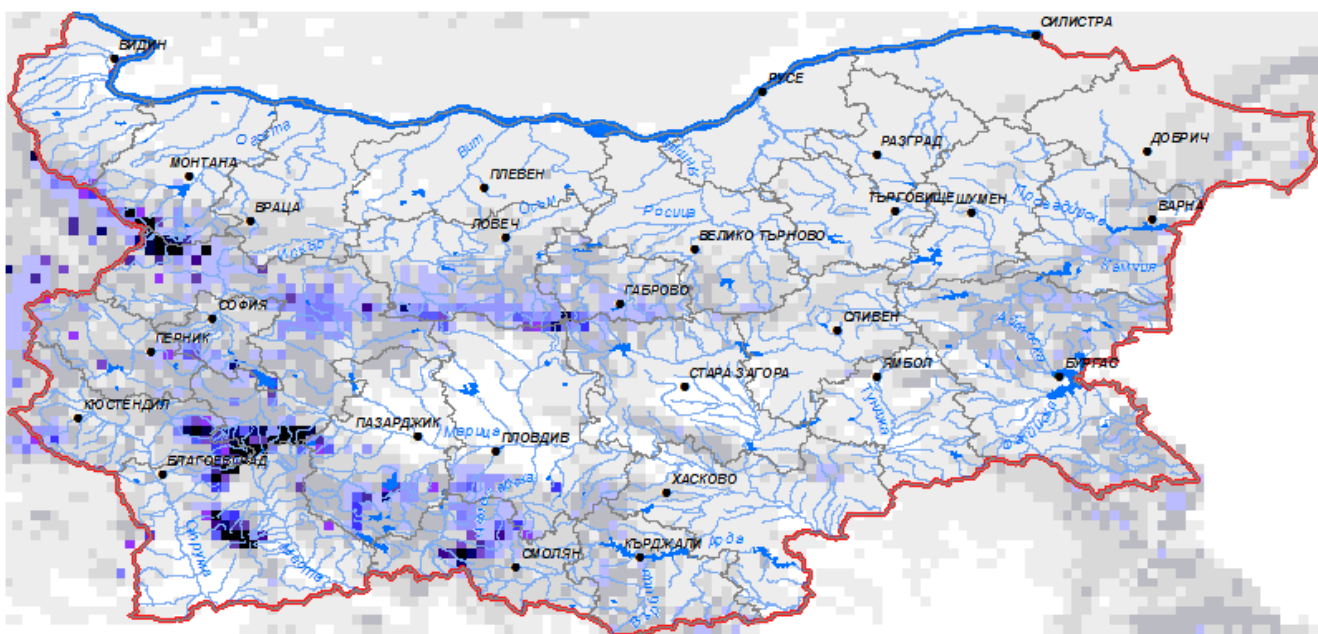 СИЛИСТРА
ВИДИН
РУСЕ
Огоста
Вит
ДОБРИЧ
РАЗГРАД
МОНТАНА
ПЛЕВЕН
ТЪРГОВИЩЕ
ШУМЕН
Осъм
Росица
ВРАЦА
ВАРНА
ЛОВЕЧ
Искър
ВЕЛИКО ТЪРНОВО
Камчия
ГАБРОВО
СОФИЯ
СЛИВЕН
ПЕРНИК
ЯМБОЛ
БУРГАС
СТАРА ЗАГОРА
Тунджа
КЮСТЕНДИЛ
ПАЗАРДЖИК
Марица
ПЛОВДИВ
БЛАГОЕВГРАД
ХАСКОВО
Струма
Места
СМОЛЯН
КЪРДЖАЛИ